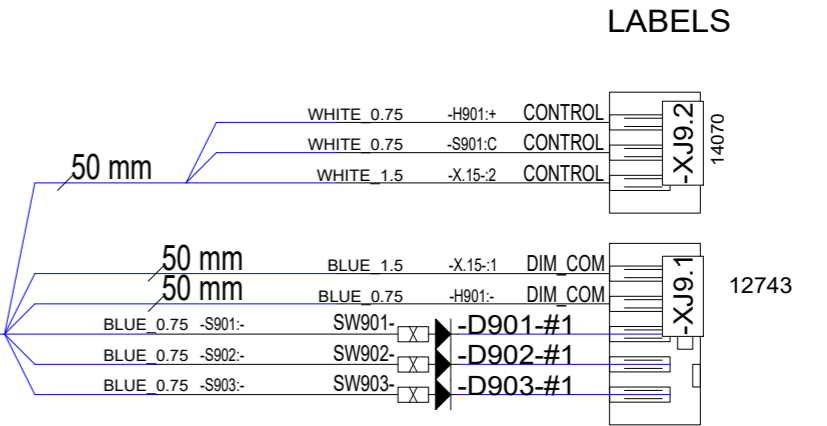 LABELS
WHITE_0.75 -H901:+ CONTROL
WHITE_0.75 -S901:C CONTROL
50 mm WHITE_1.5 -X.15-:2 CONTROL
-XJ9.2
14070
50 mm BLUE_1.5 -X.15-:1 DIM_COM
50 mm BLUE_0.75 -H901:- DIM_COM
-XJ9.1
12743
BLUE_0.75 -S901:- SW901- -D901-#1
BLUE_0.75 -S902:- SW902- -D902-#1
BLUE_0.75 -S903:- SW903- -D903-#1